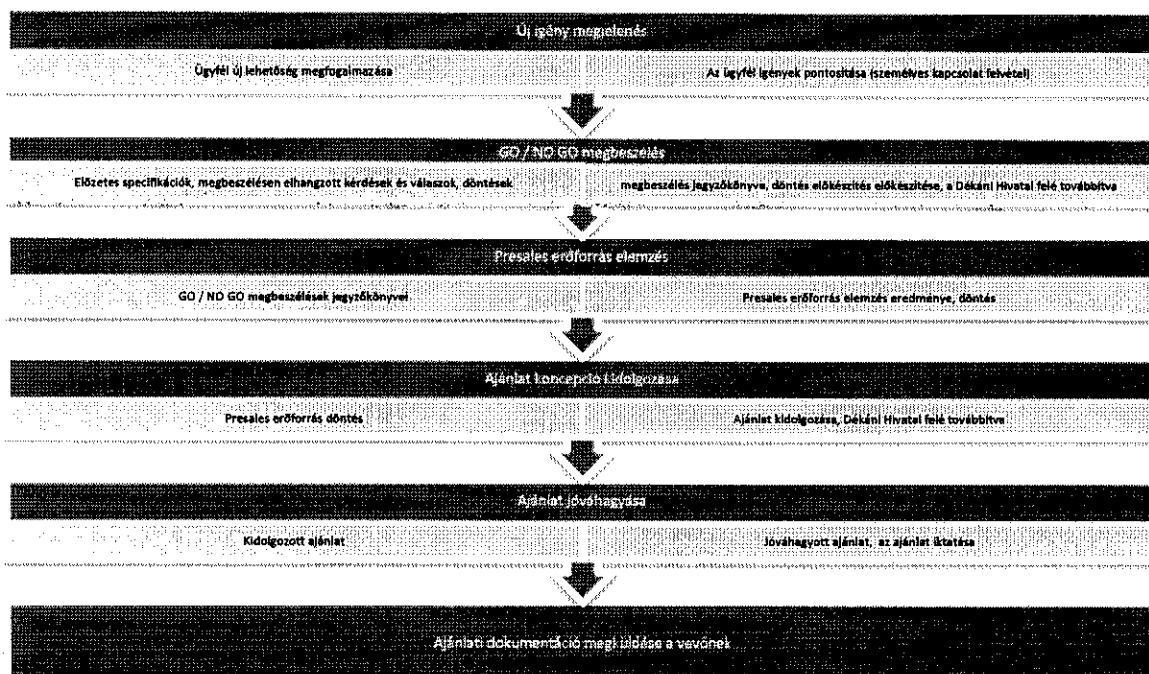 Új igény megjelenés
Ügyfél új lehetőség megfogalmazása
Az ügyfél igények pontosítása (személyes kapcsolat felvétel)
GO / NO GO megbeszélés
Előzetes specifikációk, megbeszélésen elhangzott kérdések és válaszok, döntések
megbeszélés jegyzőkönyve, döntés előkészítés előkészítése, a Dékáni Hivatal felé továbbítva
Presales erőforrás elemzés
GO / NO GO megbeszélések jegyzőkönyvei
Presales erőforrás elemzés eredménye, döntés
Ajánlat koncepció kidolgozása
Presales erőforrás döntés
Ajánlat kidolgozása, Dékáni Hivatal felé továbbítva
Ajánlat jóváhagyása
Kidolgozott ajánlat
Jóváhagyott ajánlat, az ajánlat iktatása
Ajánlati dokumentáció megküldése a vevőnek